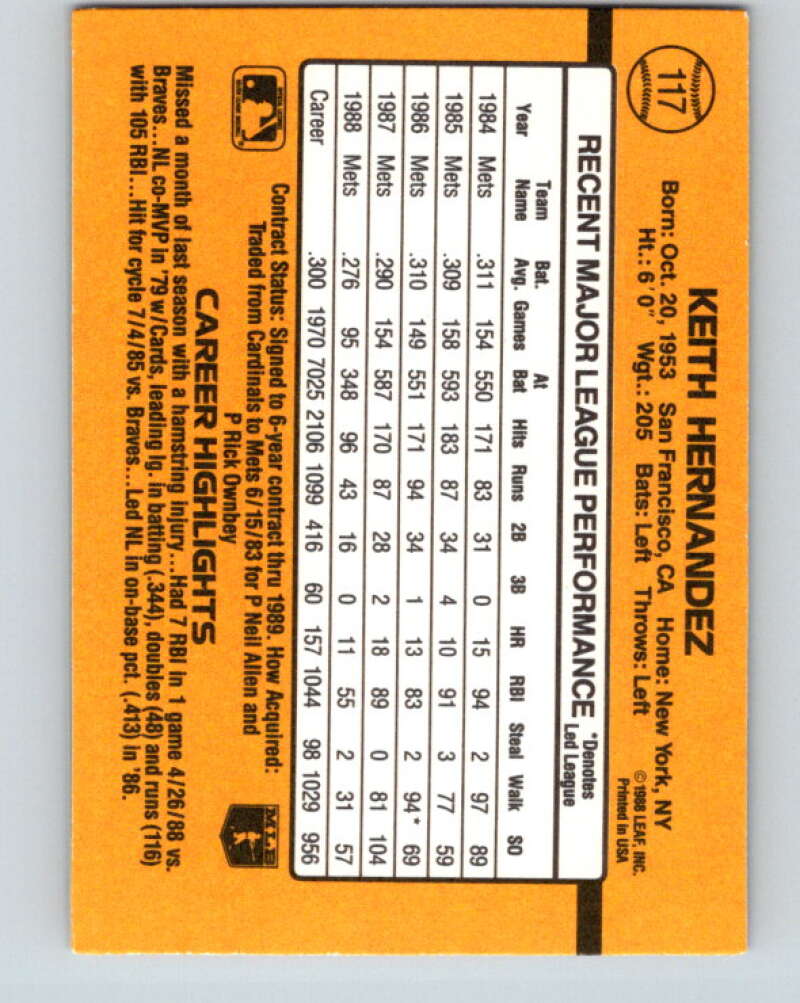 117
KEITH HERNANDEZ
Born: Oct. 20, 1953 San Francisco, CA Home: New York, NY
Ht.: 6'0" Wgt.: 205 Bats: Left Throws: Left
© 1988 LEAF, INC.
Printed in USA
RECENT MAJOR LEAGUE PERFORMANCE *Denotes Led League
Year Team Name Bat. Avg. Games At Bat Hits Runs 2B 3B HR RBI Steal Walk SO
1984 Mets .311 154 550 171 83 31 0 15 94 2 97 89
1985 Mets .309 158 593 183 87 34 4 10 91 3 77 59
1986 Mets .310 149 551 171 94 34 1 13 83 2 94* 69
1987 Mets .290 154 587 170 87 28 2 18 89 0 81 104
1988 Mets .276 95 348 96 43 16 0 11 55 2 31 57
Career .300 1970 7025 2106 1099 416 60 157 1044 98 1029 956
Contract Status: Signed to 6-year contract thru 1989. How Acquired:
Traded from Cardinals to Mets 6/15/83 for P Neil Allen and
P Rick Ownbey
MLB
CAREER HIGHLIGHTS
Missed a month of last season with a hamstring injury...Had 7 RBI in 1 game 4/26/88 vs.
Braves...NL co-MVP in '79 w/Cards, leading lg. in batting (.344), doubles (48) and runs (116)
with 105 RBI...Hit for cycle 7/4/85 vs. Braves...Led NL in on-base pct. (.413) in '86.